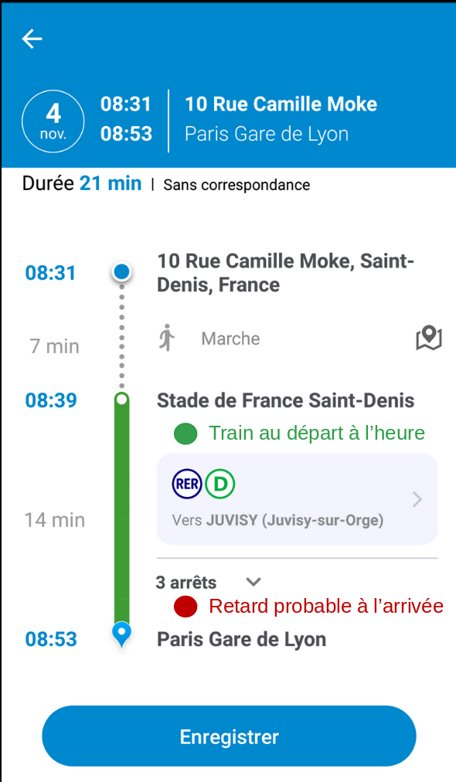 4
nov.
08:31
08:53
10 Rue Camille Moke
Paris Gare de Lyon
Durée 21 min | Sans correspondance
08:31
10 Rue Camille Moke, Saint-
Denis, France
7 min
Marche
08:39
Stade de France Saint-Denis
Train au départ à l’heure
RER D
14 min
Vers JUVISY (Juvisy-sur-Orge)
3 arrêts
Retard probable à l’arrivée
08:53
Paris Gare de Lyon
Enregistrer